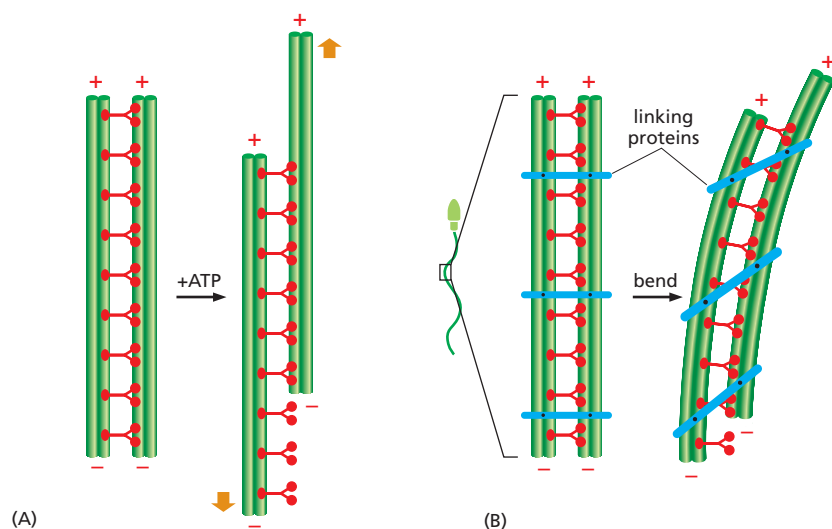 +
+ +
+
+ATP
−
− −
−
(A)
+
+
+ +
linking
proteins
bend
−
− −
−
(B)